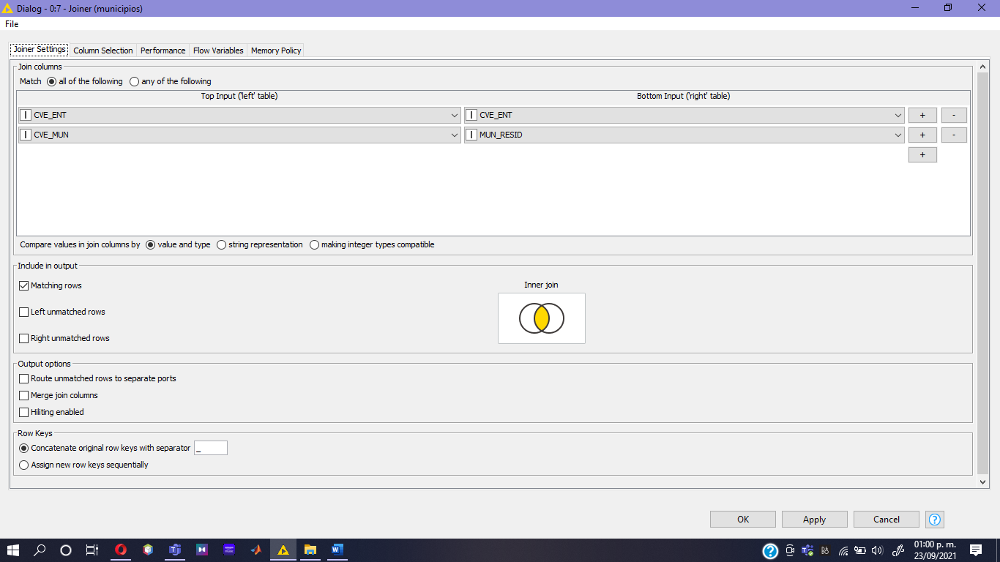 Dialog - 0:7 - Joiner (municipios)
File
Joiner Settings Column Selection Performance Flow Variables Memory Policy
Join columns
Match all of the following any of the following
Top Input ('left' table) Bottom Input ('right' table)
I CVE_ENT I CVE_ENT + -
I CVE_MUN I MUN_RESID + -
+
Compare values in join columns by value and type string representation making integer types compatible
Include in output
Matching rows
Inner join
Left unmatched rows
Right unmatched rows
Output options
Route unmatched rows to separate ports
Merge join columns
Hiliting enabled
Row Keys
Concatenate original row keys with separator _
Assign new row keys sequentially
OK Apply Cancel ?
01:00 p. m.
23/09/2021